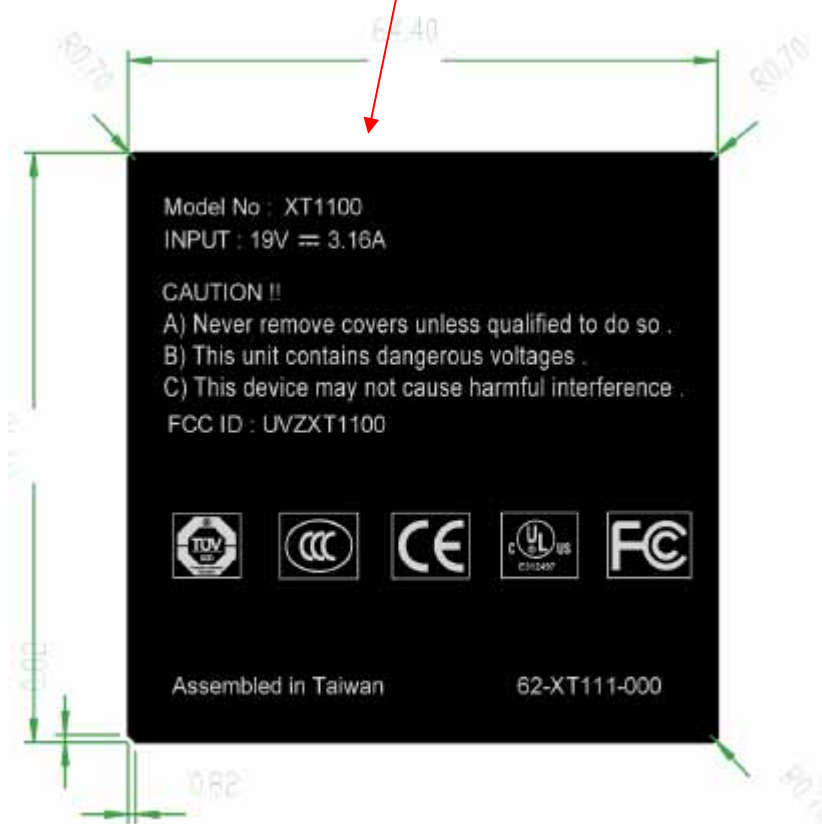 64.40
R0.70
R0.70
Model No : XT1100
INPUT : 19V ⎓ 3.16A
CAUTION !!
A) Never remove covers unless qualified to do so .
B) This unit contains dangerous voltages .
C) This device may not cause harmful interference .
FCC ID : UVZXT1100
TUV
CCC
CE
c UL us
FC
Assembled in Taiwan
62-XT111-000
0.82